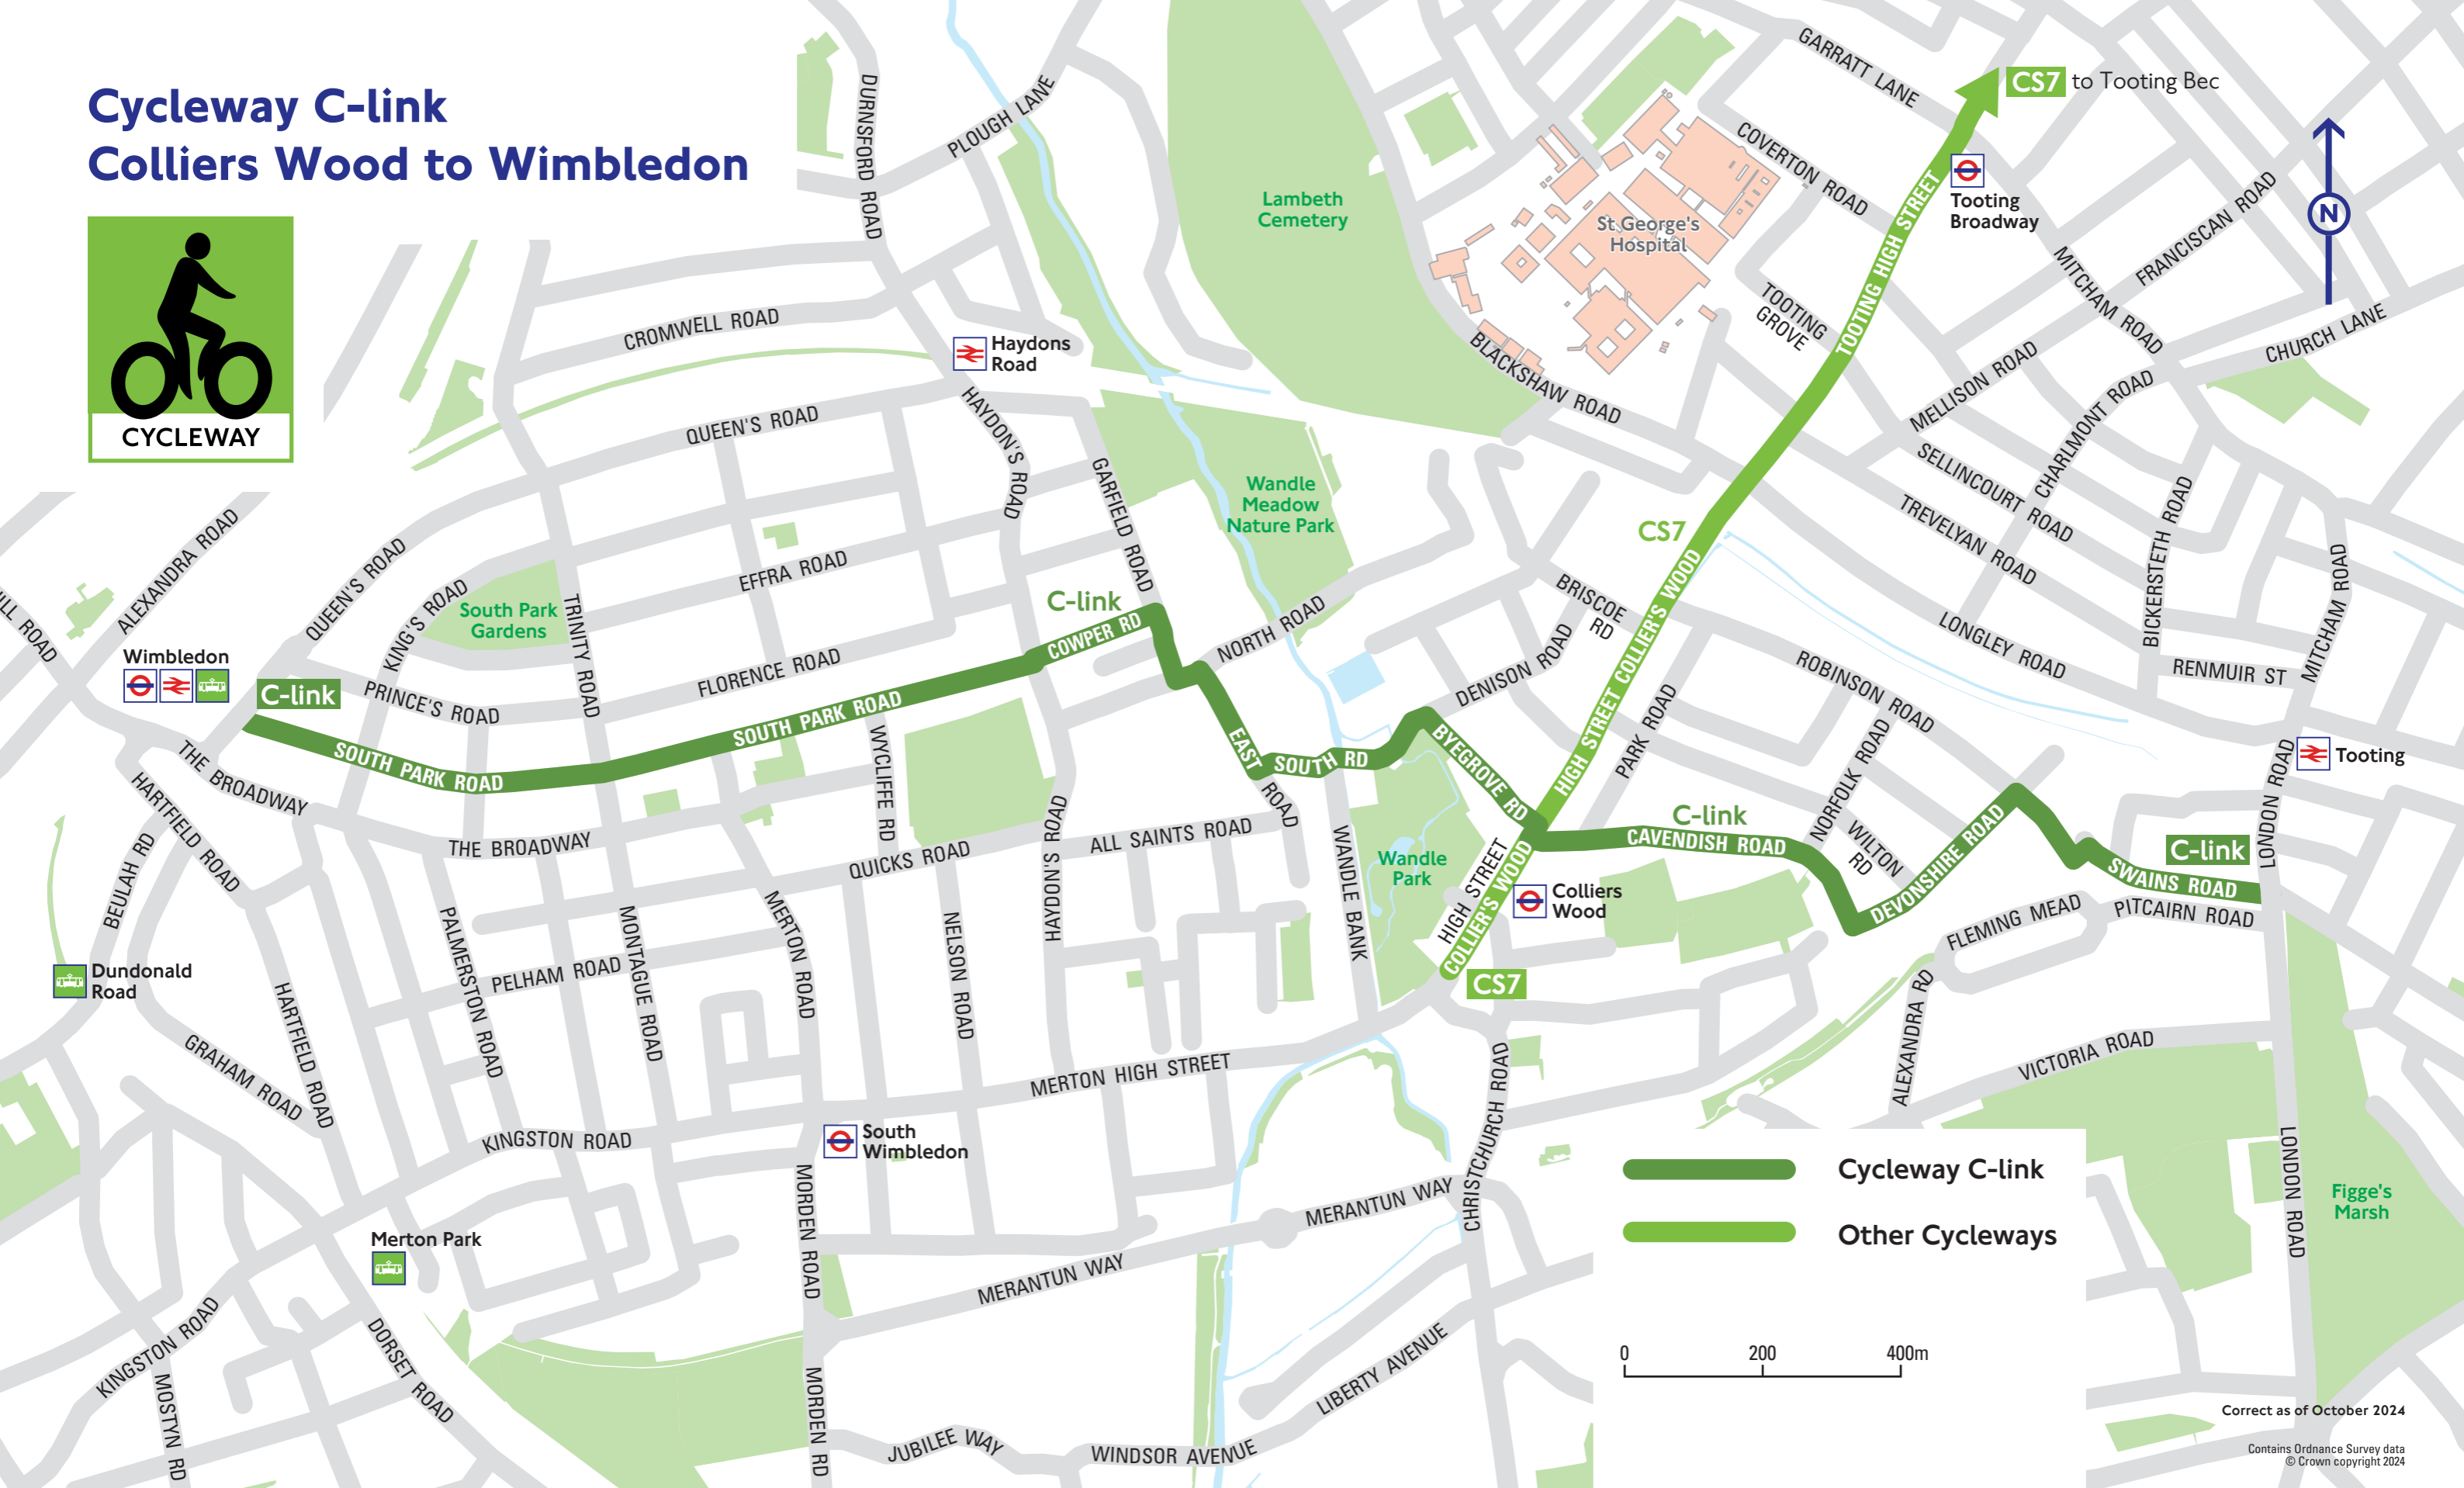 Cycleway C-link
Colliers Wood to Wimbledon
CYCLEWAY
DURNSFORD ROAD
PLOUGH LANE
Lambeth
Cemetery
GARRATT LANE
CS7 to Tooting Bec
COVERTON ROAD
St George's
Hospital
TOOTING HIGH STREET
Tooting
Broadway
FRANCISCAN ROAD
N
MITCHAM ROAD
CHURCH LANE
TOOTING
GROVE
CROMWELL ROAD
Haydons
Road
BLACKSHAW ROAD
MELLISON ROAD
CHARLMONT ROAD
QUEEN'S ROAD
HAYDON'S ROAD
GARFIELD ROAD
Wandle
Meadow
Nature Park
CS7
SELLINCOURT ROAD
TREVELYAN ROAD
BICKERSTETH ROAD
MITCHAM ROAD
ALEXANDRA ROAD
QUEEN'S ROAD
KING'S ROAD
South Park
Gardens
TRINITY ROAD
EFFRA ROAD
C-link
COWPER RD
NORTH ROAD
BRISCOE
RD
DENISON ROAD
HIGH STREET COLLIER'S WOOD
LONGLEY ROAD
ROBINSON ROAD
RENMUIR ST
ILL ROAD
Wimbledon
C-link
PRINCE'S ROAD
FLORENCE ROAD
SOUTH PARK ROAD
SOUTH PARK ROAD
WYCLIFFE RD
EAST
ROAD
SOUTH RD
BYEGROVE RD
PARK ROAD
NORFOLK ROAD
LONDON ROAD
Tooting
THE BROADWAY
HARTFIELD ROAD
THE BROADWAY
QUICKS ROAD
HAYDON'S ROAD
ALL SAINTS ROAD
WANDLE BANK
Wandle
Park
HIGH STREET
COLLIER'S WOOD
C-link
CAVENDISH ROAD
WILTON
RD
DEVONSHIRE ROAD
C-link
SWAINS ROAD
Colliers
Wood
CS7
FLEMING MEAD
PITCAIRN ROAD
BEULAH RD
Dundonald
Road
PALMERSTON ROAD
PELHAM ROAD
MONTAGUE ROAD
MERTON ROAD
NELSON ROAD
HARTFIELD ROAD
GRAHAM ROAD
MERTON HIGH STREET
CHRISTCHURCH ROAD
ALEXANDRA RD
VICTORIA ROAD
KINGSTON ROAD
South
Wimbledon
LONDON ROAD
Figge's
Marsh
Merton Park
MORDEN ROAD
MERANTUN WAY
MERANTUN WAY
Cycleway C-link
Other Cycleways
KINGSTON ROAD
MOSTYN RD
DORSET ROAD
MORDEN RD
JUBILEE WAY
WINDSOR AVENUE
LIBERTY AVENUE
0 200 400m
Correct as of October 2024
Contains Ordnance Survey data
© Crown copyright 2024